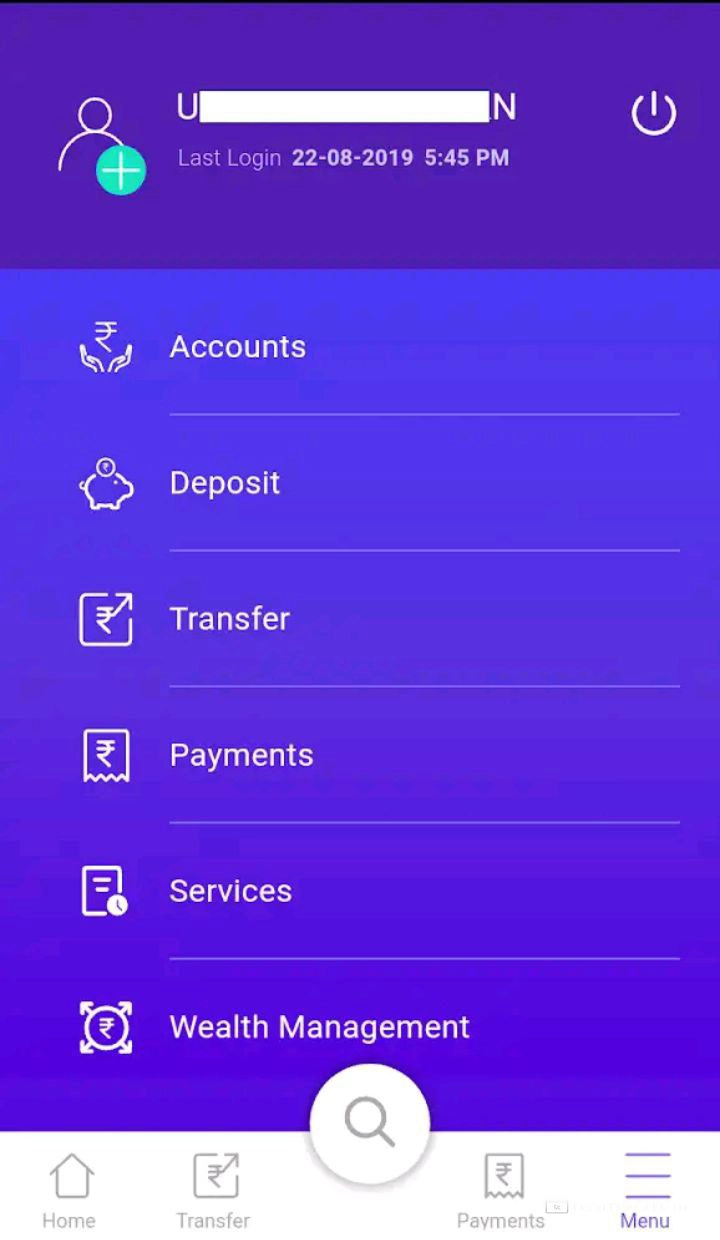 U N
Last Login 22-08-2019 5:45 PM
Accounts
Deposit
Transfer
Payments
Services
Wealth Management
Home
Transfer
Payments
Menu